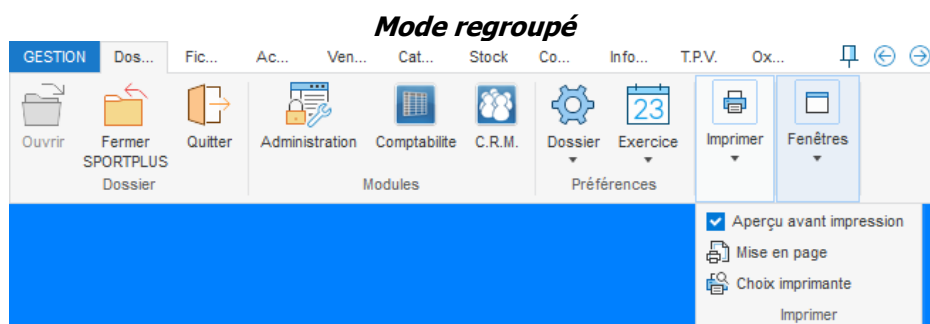 Mode regroupé
GESTION Dos... Fic... Ac... Ven... Cat... Stock Co... Info... T.P.V. Ox...
23
Ouvrir Fermer SPORTPLUS Quitter Administration Comptabilite C.R.M. Dossier Exercice Imprimer Fenêtres
Dossier Modules Préférences
Aperçu avant impression
Mise en page
Choix imprimante
Imprimer